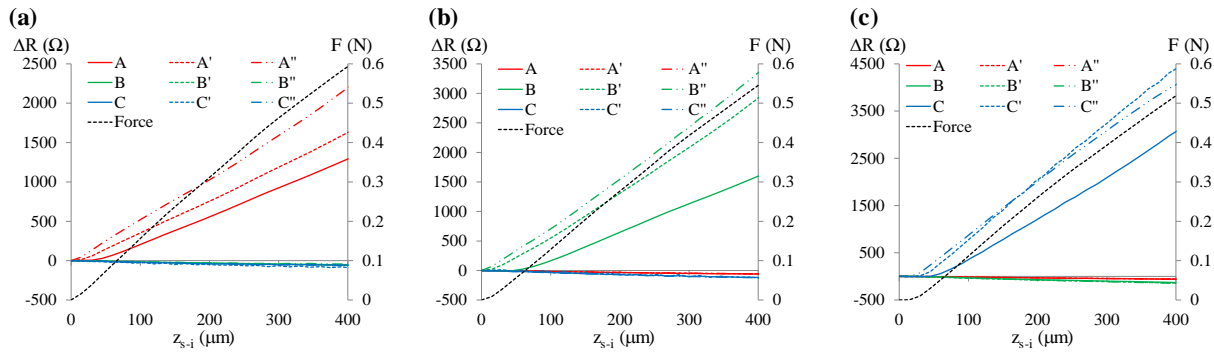 (a)
ΔR (Ω) F (N)
A A' A"
B B' B"
C C' C"
Force
2500
2000
1500
1000
500
0
-500
0.6
0.5
0.4
0.3
0.2
0.1
0
0 100 200 300 400
z_s-i (μm)
(b)
ΔR (Ω) F (N)
A A' A"
B B' B"
C C' C"
Force
3500
3000
2500
2000
1500
1000
500
0
-500
0.6
0.5
0.4
0.3
0.2
0.1
0
0 100 200 300 400
z_s-i (μm)
(c)
ΔR (Ω) F (N)
A A' A"
B B' B"
C C' C"
Force
4500
3500
2500
1500
500
-500
0.6
0.5
0.4
0.3
0.2
0.1
0
0 100 200 300 400
z_s-i (μm)